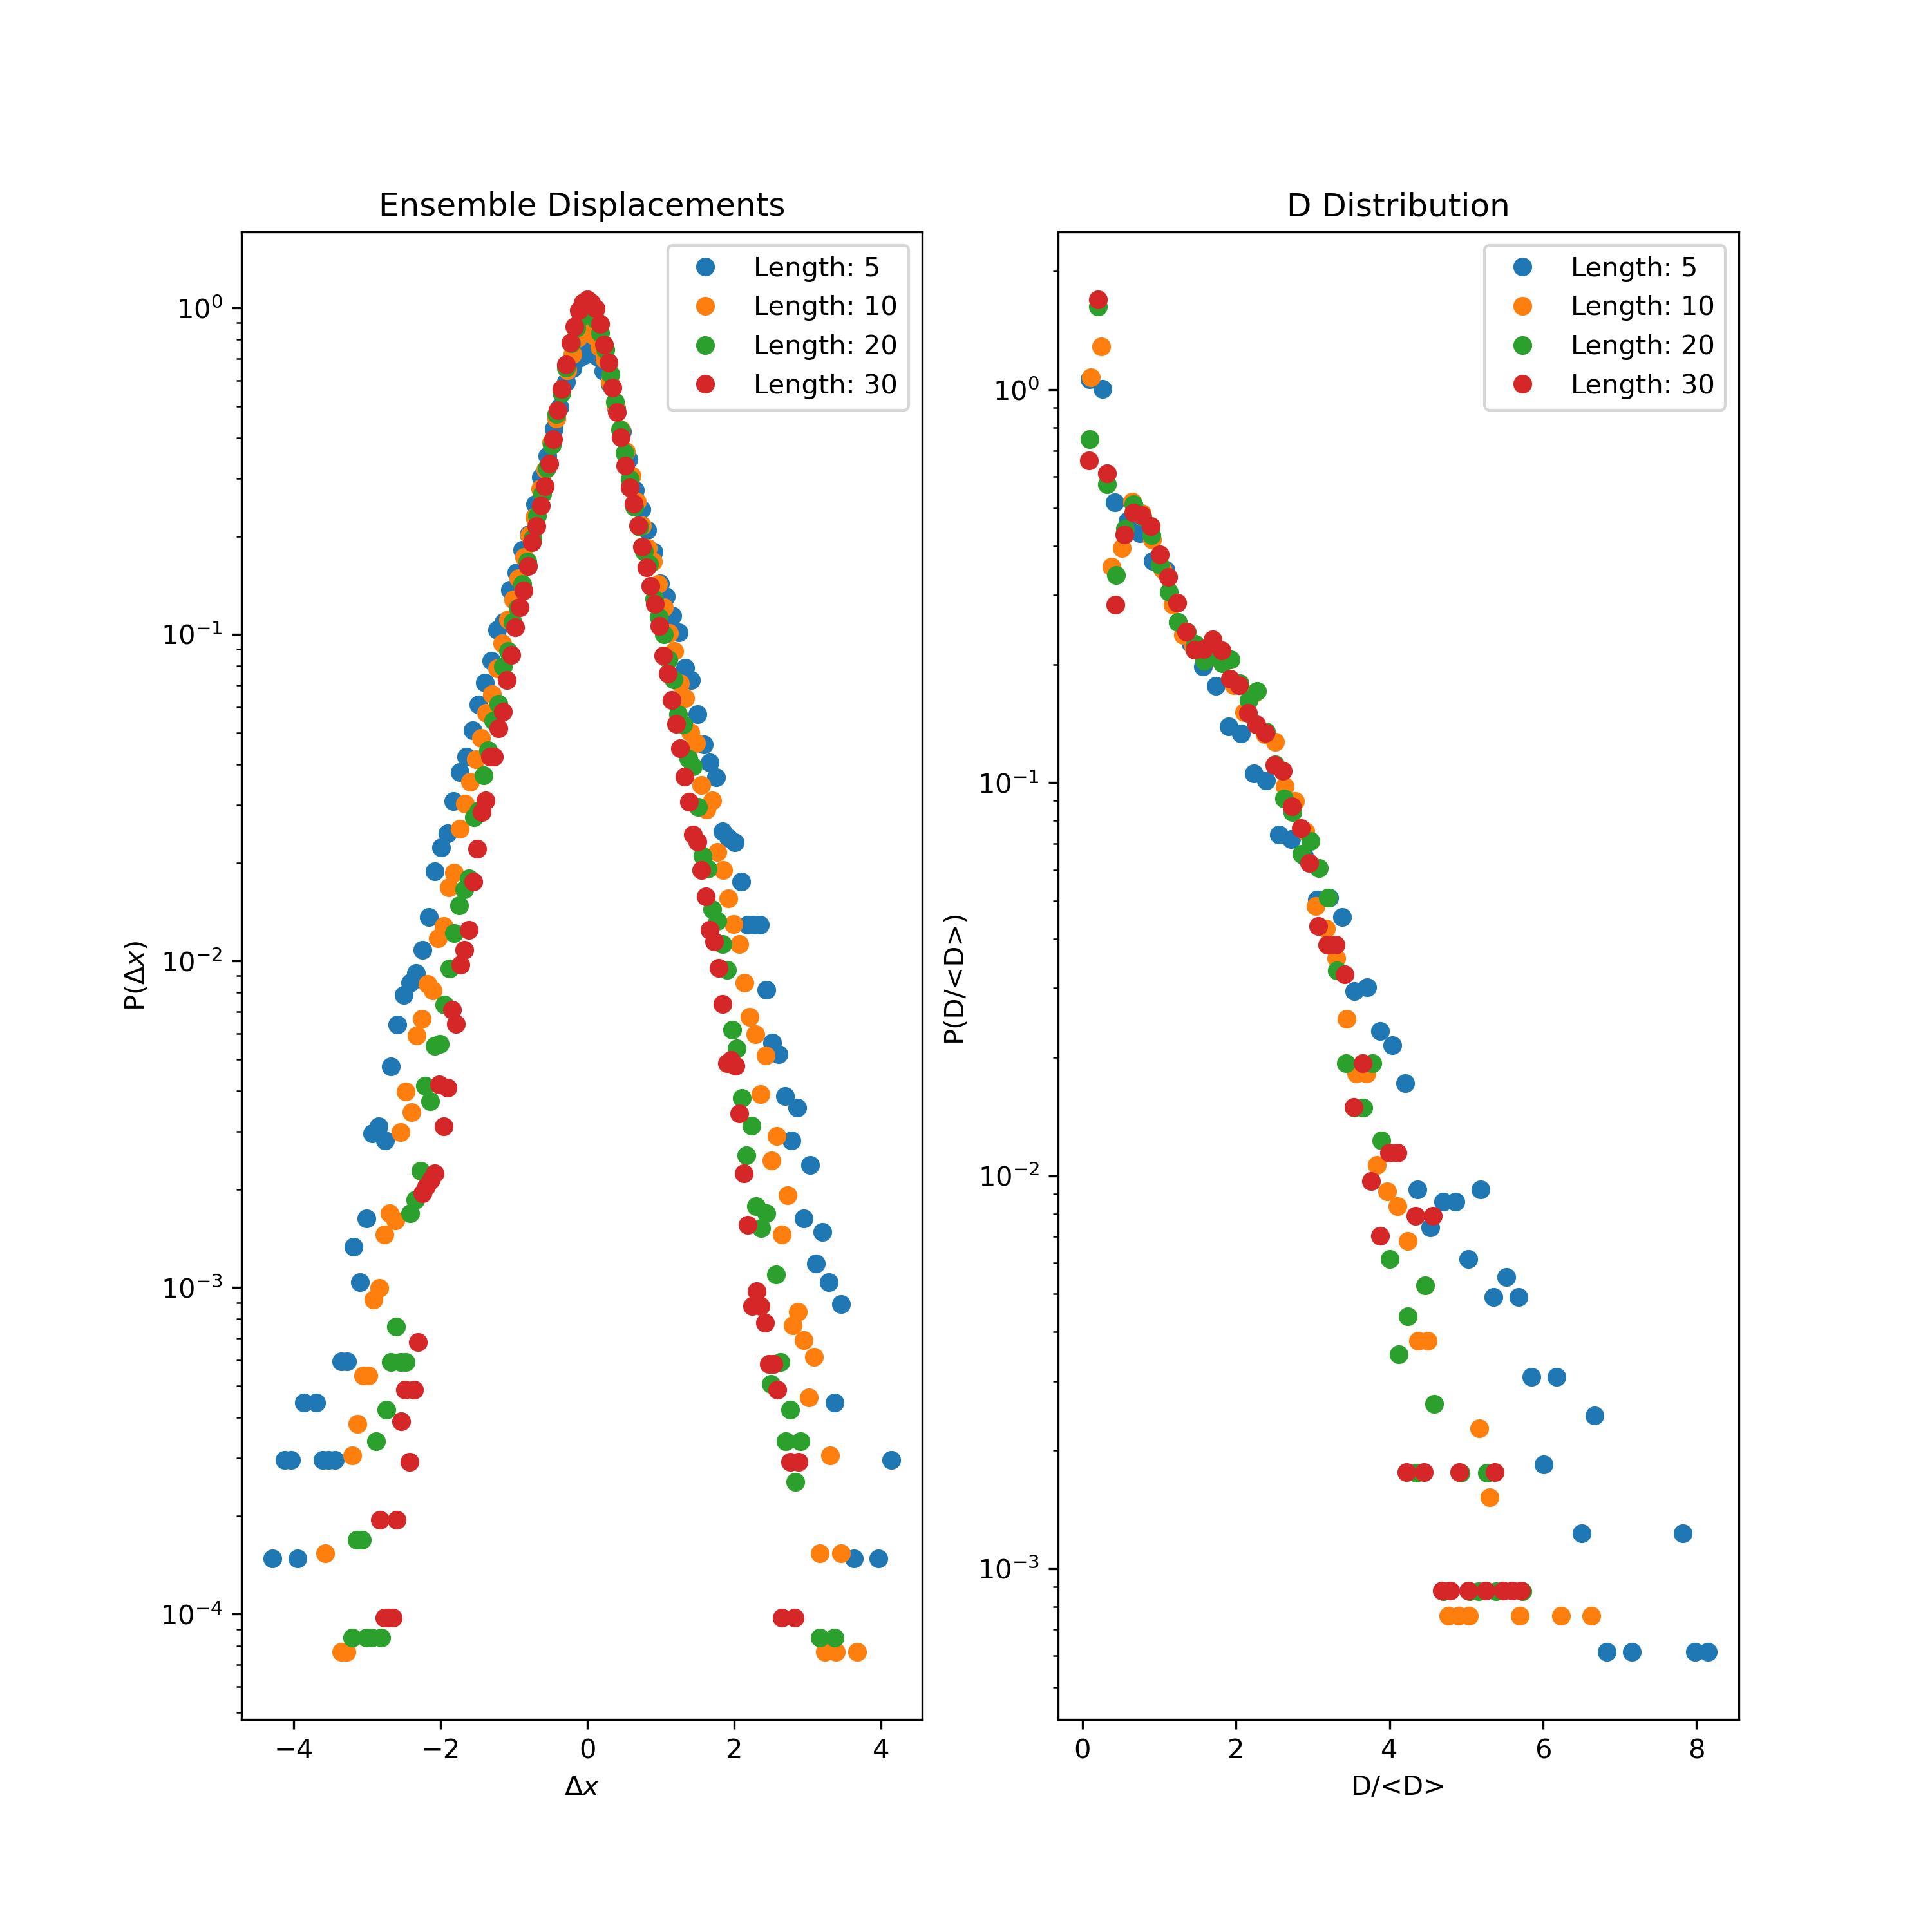 Ensemble Displacements
Length: 5
Length: 10
Length: 20
Length: 30
10⁰
10⁻¹
10⁻²
10⁻³
10⁻⁴
P(Δx)
−4 −2 0 2 4
Δx
D Distribution
Length: 5
Length: 10
Length: 20
Length: 30
10⁰
10⁻¹
10⁻²
10⁻³
P(D/<D>)
0 2 4 6 8
D/<D>